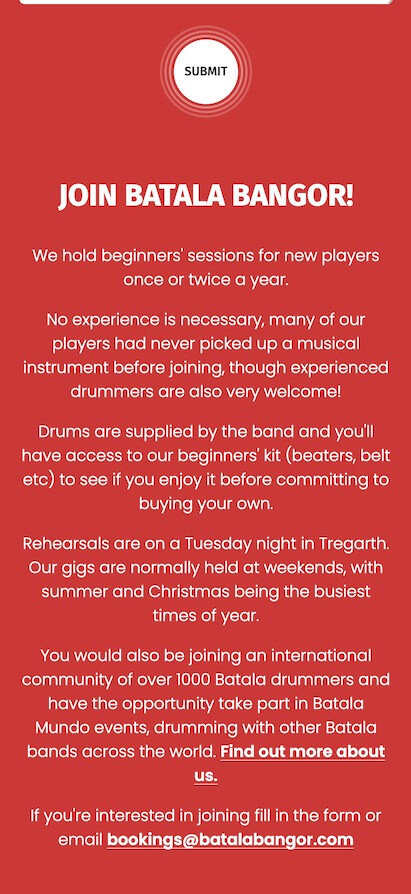 SUBMIT
JOIN BATALA BANGOR!
We hold beginners' sessions for new players
once or twice a year.
No experience is necessary, many of our
players had never picked up a musical
instrument before joining, though experienced
drummers are also very welcome!
Drums are supplied by the band and you'll
have access to our beginners' kit (beaters, belt
etc) to see if you enjoy it before committing to
buying your own.
Rehearsals are on a Tuesday night in Tregarth.
Our gigs are normally held at weekends, with
summer and Christmas being the busiest
times of year.
You would also be joining an international
community of over 1000 Batala drummers and
have the opportunity take part in Batala
Mundo events, drumming with other Batala
bands across the world. Find out more about
us.
If you're interested in joining fill in the form or
email bookings@batalabangor.com